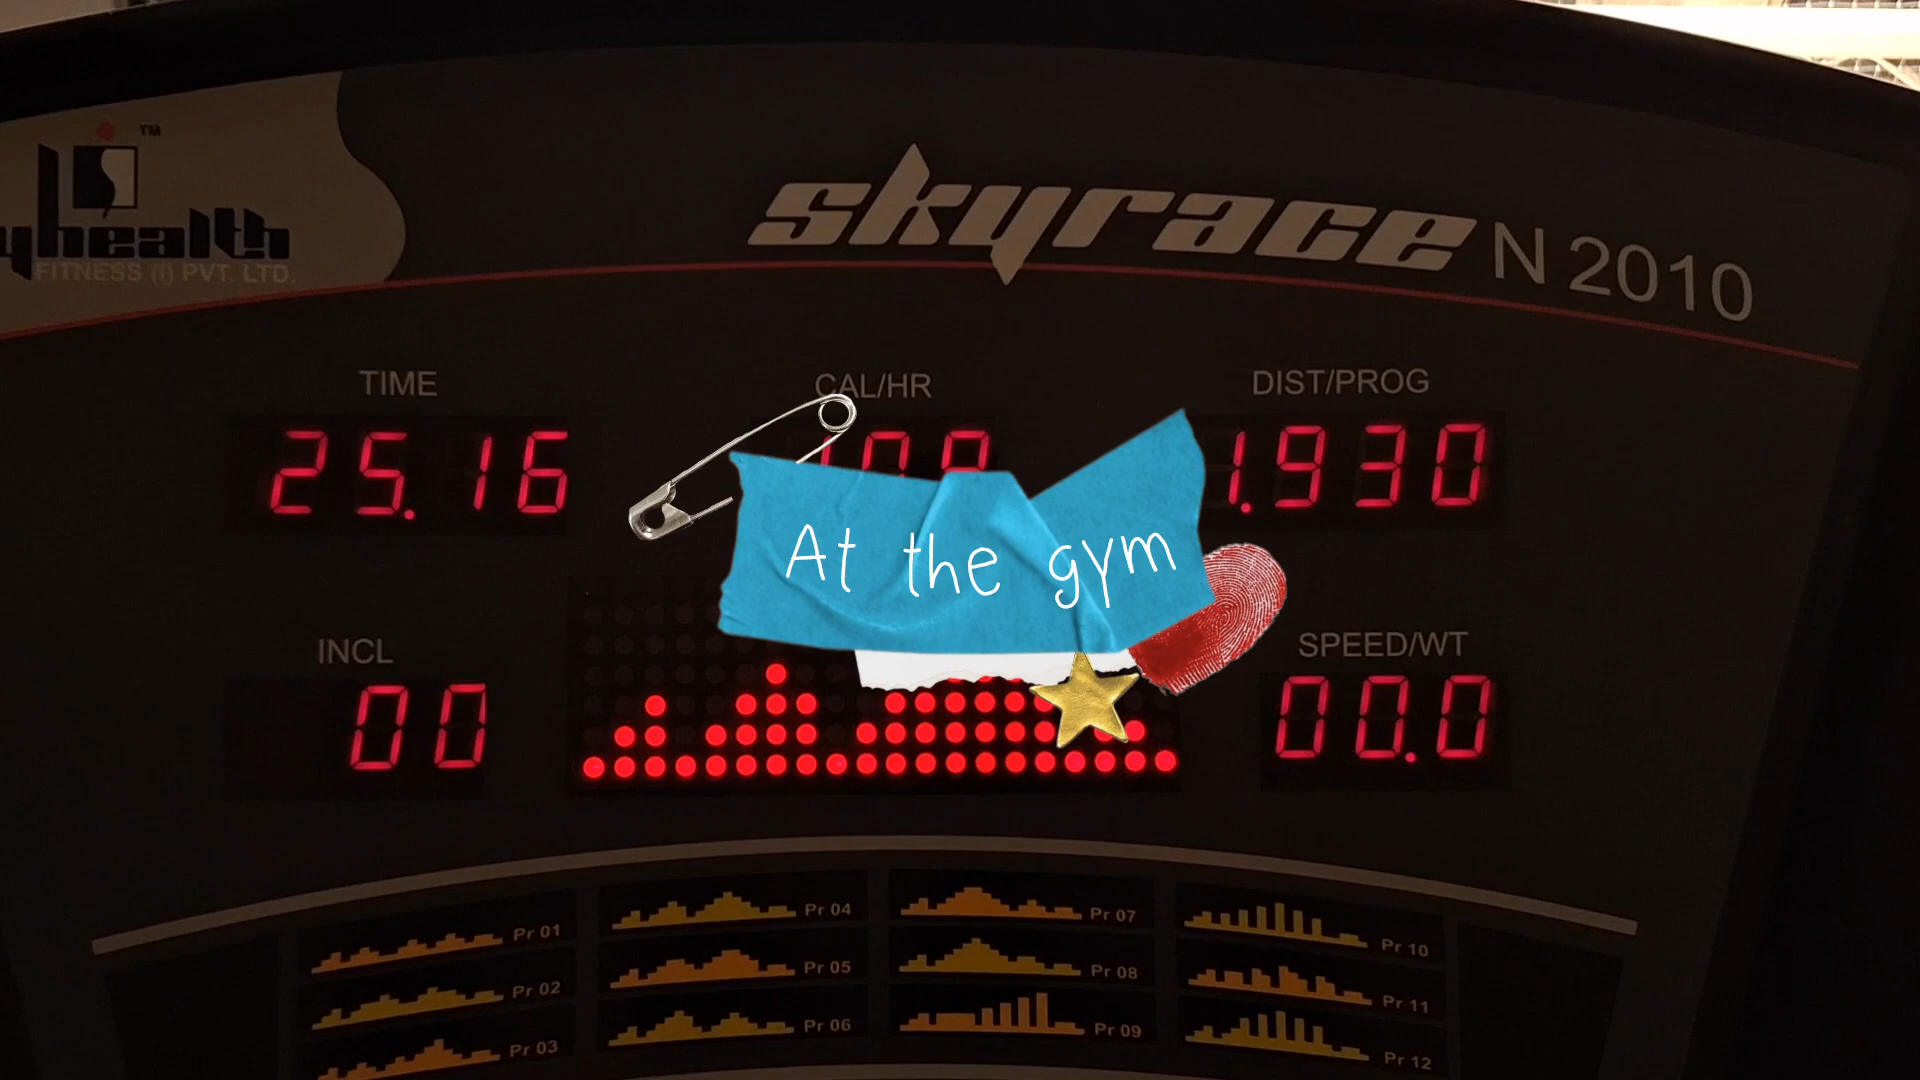 TM
yhealth
FITNESS (I) PVT. LTD.
skyrace N 2010
TIME
CAL/HR
DIST/PROG
25.16
1.930
At the gym
INCL
SPEED/WT
00
00.0
Pr 01
Pr 04
Pr 07
Pr 10
Pr 02
Pr 05
Pr 08
Pr 11
Pr 03
Pr 06
Pr 09
Pr 12